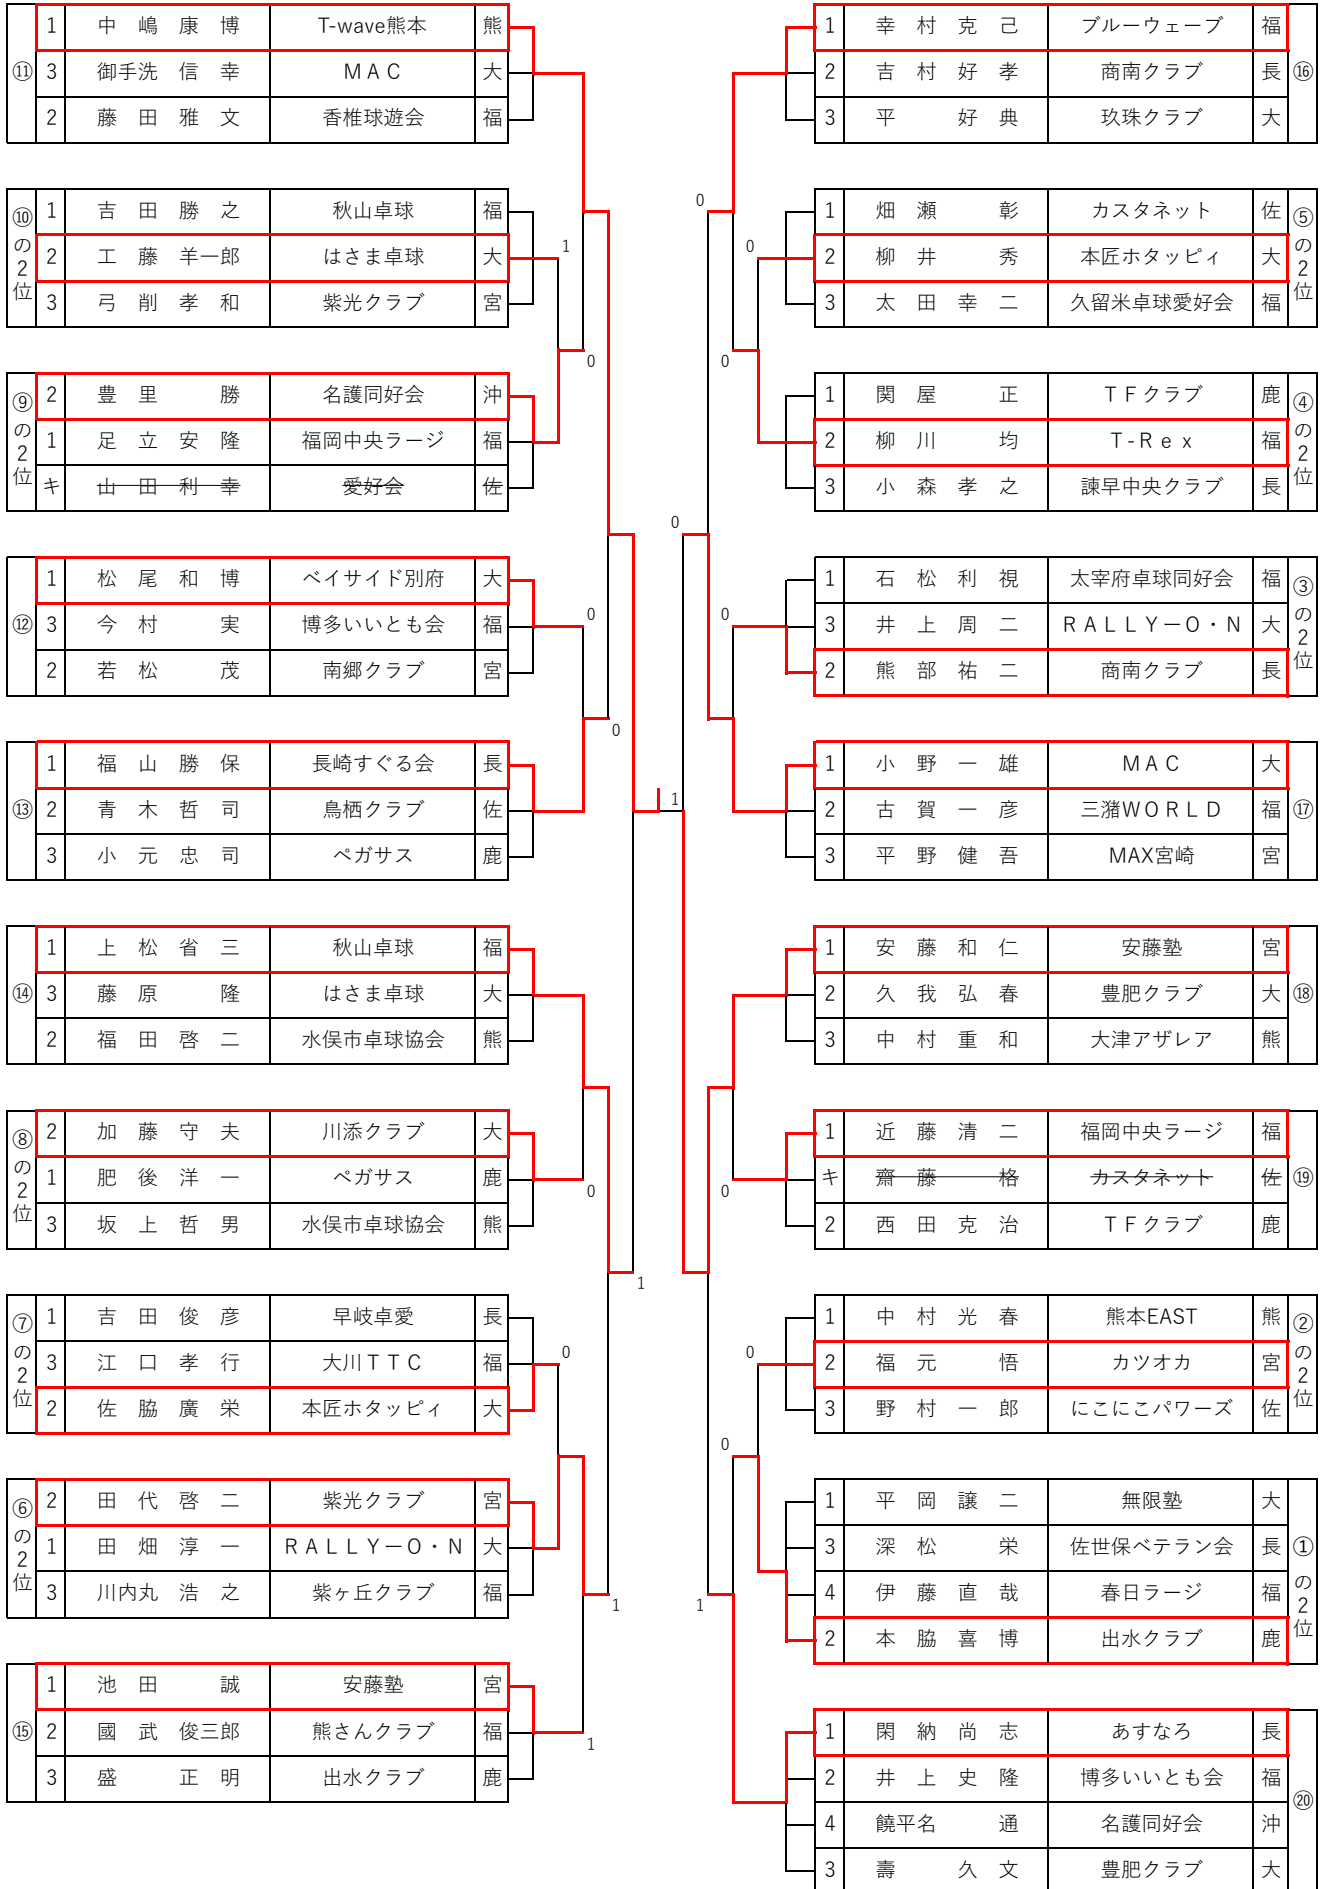 ⑪
1 中嶋康博 T-wave熊本 熊
3 御手洗信幸 ＭＡＣ 大
2 藤田雅文 香椎球遊会 福
⑩の2位
1 吉田勝之 秋山卓球 福
2 工藤羊一郎 はさま卓球 大
3 弓削孝和 紫光クラブ 宮
⑨の2位
2 豊里勝 名護同好会 沖
1 足立安隆 福岡中央ラージ 福
キ 山田利幸 愛好会 佐
⑫
1 松尾和博 ベイサイド別府 大
3 今村実 博多いいとも会 福
2 若松茂 南郷クラブ 宮
⑬
1 福山勝保 長崎すぐる会 長
2 青木哲司 鳥栖クラブ 佐
3 小元忠司 ペガサス 鹿
⑭
1 上松省三 秋山卓球 福
3 藤原隆 はさま卓球 大
2 福田啓二 水俣市卓球協会 熊
⑧の2位
2 加藤守夫 川添クラブ 大
1 肥後洋一 ペガサス 鹿
3 坂上哲男 水俣市卓球協会 熊
⑦の2位
1 吉田俊彦 早岐卓愛 長
3 江口孝行 大川ＴＴＣ 福
2 佐脇廣栄 本匠ホタッピィ 大
⑥の2位
2 田代啓二 紫光クラブ 宮
1 田畑淳一 ＲＡＬＬＹーＯ・Ｎ 大
3 川内丸浩之 紫ヶ丘クラブ 福
⑮
1 池田誠 安藤塾 宮
2 國武俊三郎 熊さんクラブ 福
3 盛正明 出水クラブ 鹿
1
0
0
0
0
1
0
1
1
1
0
0
0
0
0
0
0
0
1
1
1 幸村克己 ブルーウェーブ 福
2 吉村好孝 商南クラブ 長
3 平好典 玖珠クラブ 大
⑯
1 畑瀬彰 カスタネット 佐
2 柳井秀 本匠ホタッピィ 大
3 太田幸二 久留米卓球愛好会 福
⑤の2位
1 関屋正 ＴＦクラブ 鹿
2 柳川均 Ｔ-Ｒｅｘ 福
3 小森孝之 諫早中央クラブ 長
④の2位
1 石松利視 太宰府卓球同好会 福
3 井上周二 ＲＡＬＬＹーＯ・Ｎ 大
2 熊部祐二 商南クラブ 長
③の2位
1 小野一雄 ＭＡＣ 大
2 古賀一彦 三潴ＷＯＲＬＤ 福
3 平野健吾 MAX宮崎 宮
⑰
1 安藤和仁 安藤塾 宮
2 久我弘春 豊肥クラブ 大
3 中村重和 大津アザレア 熊
⑱
1 近藤清二 福岡中央ラージ 福
キ 齋藤格 カスタネット 佐
2 西田克治 ＴＦクラブ 鹿
⑲
1 中村光春 熊本EAST 熊
2 福元悟 カツオカ 宮
3 野村一郎 にこにこパワーズ 佐
②の2位
1 平岡譲二 無限塾 大
3 深松栄 佐世保ベテラン会 長
4 伊藤直哉 春日ラージ 福
2 本脇喜博 出水クラブ 鹿
①の2位
1 閑納尚志 あすなろ 長
2 井上史隆 博多いいとも会 福
4 饒平名通 名護同好会 沖
3 壽久文 豊肥クラブ 大
⑳